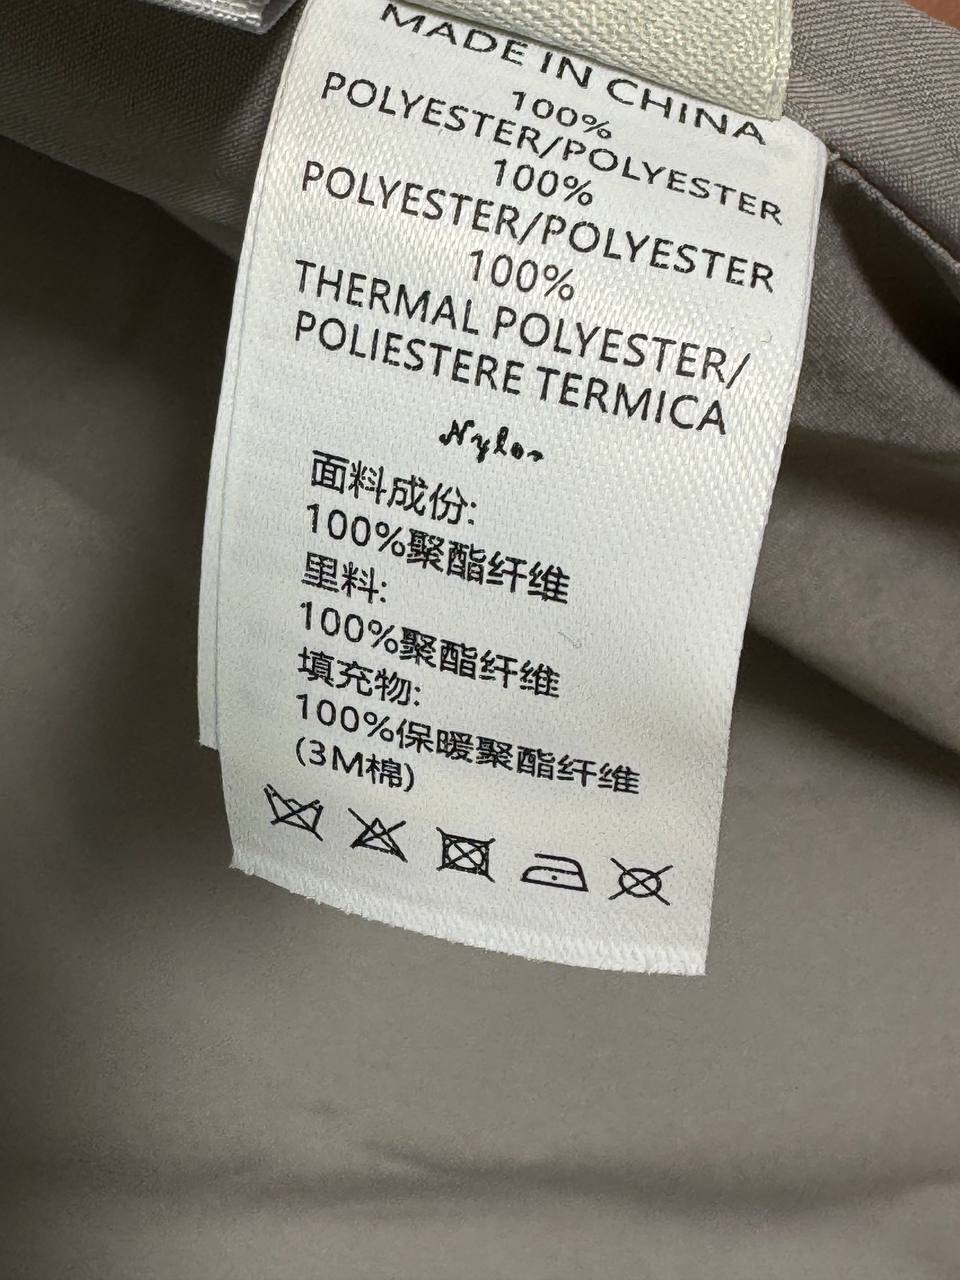 MADE IN CHINA
100%
POLYESTER/POLYESTER
100%
POLYESTER/POLYESTER
100%
THERMAL POLYESTER/
POLIESTERE TERMICA
Nylon
面料成份:
100%聚酯纤维
里料:
100%聚酯纤维
填充物:
100%保暖聚酯纤维
(3M棉)